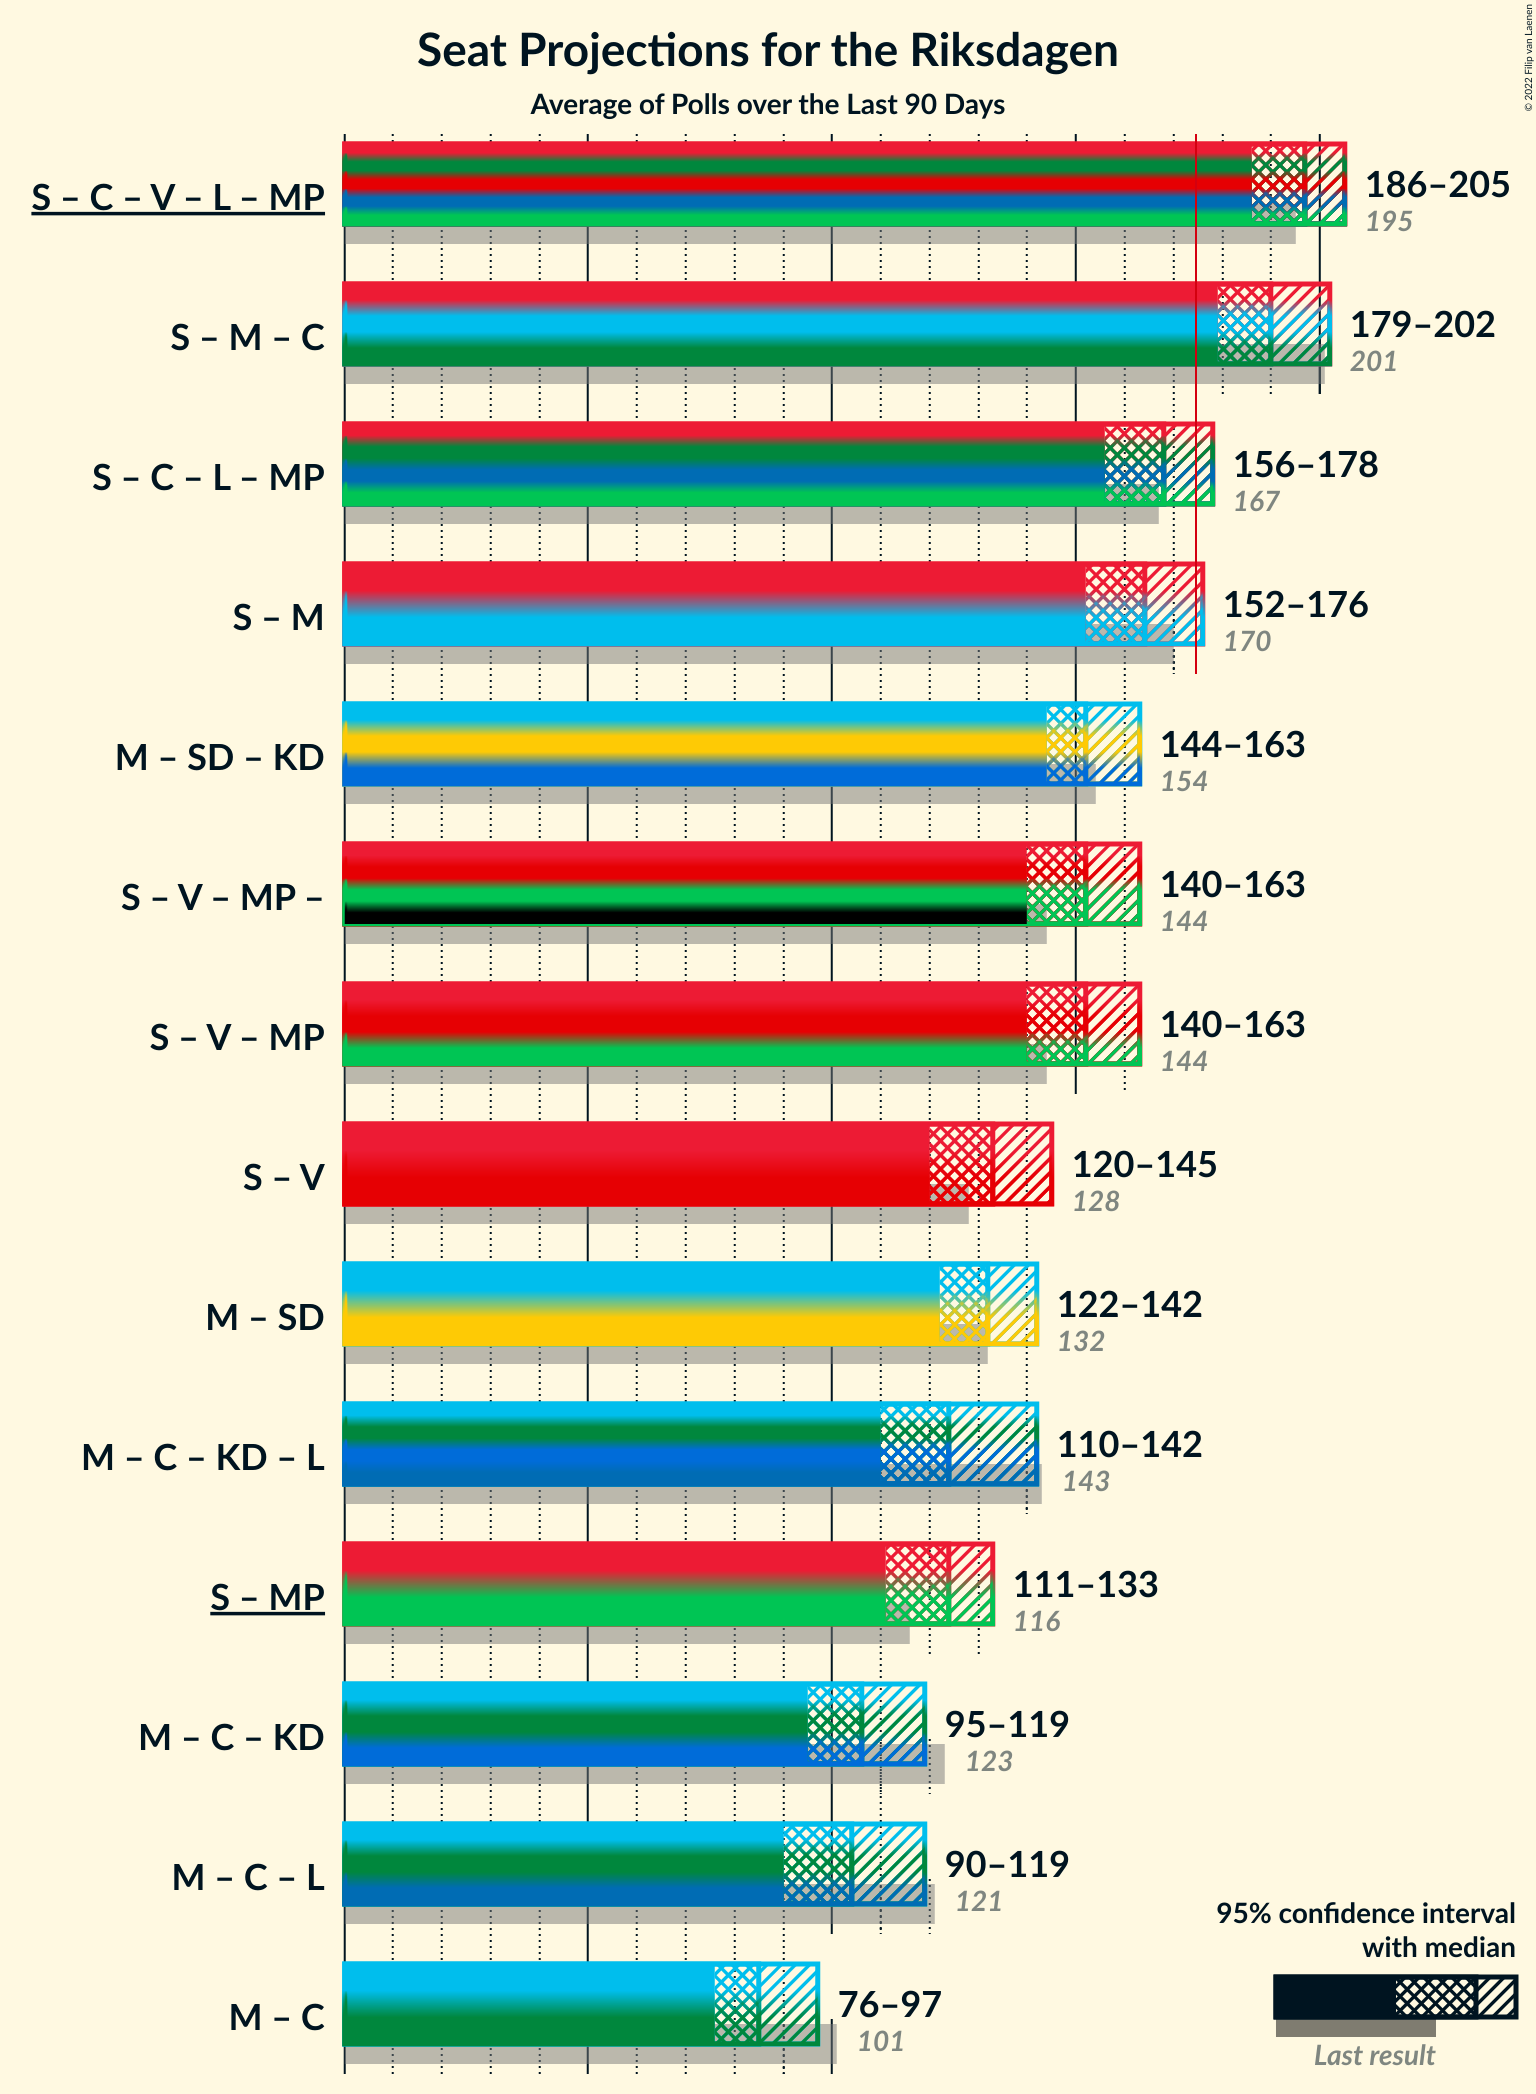 Seat Projections for the Riksdagen
Average of Polls over the Last 90 Days
© 2022 Filip van Laenen
S – C – V – L – MP
186–205
195
S – M – C
179–202
201
S – C – L – MP
156–178
167
S – M
152–176
170
M – SD – KD
144–163
154
S – V – MP –
140–163
144
S – V – MP
140–163
144
S – V
120–145
128
M – SD
122–142
132
M – C – KD – L
110–142
143
S – MP
111–133
116
M – C – KD
95–119
123
M – C – L
90–119
121
M – C
76–97
101
95% confidence interval
with median
Last result